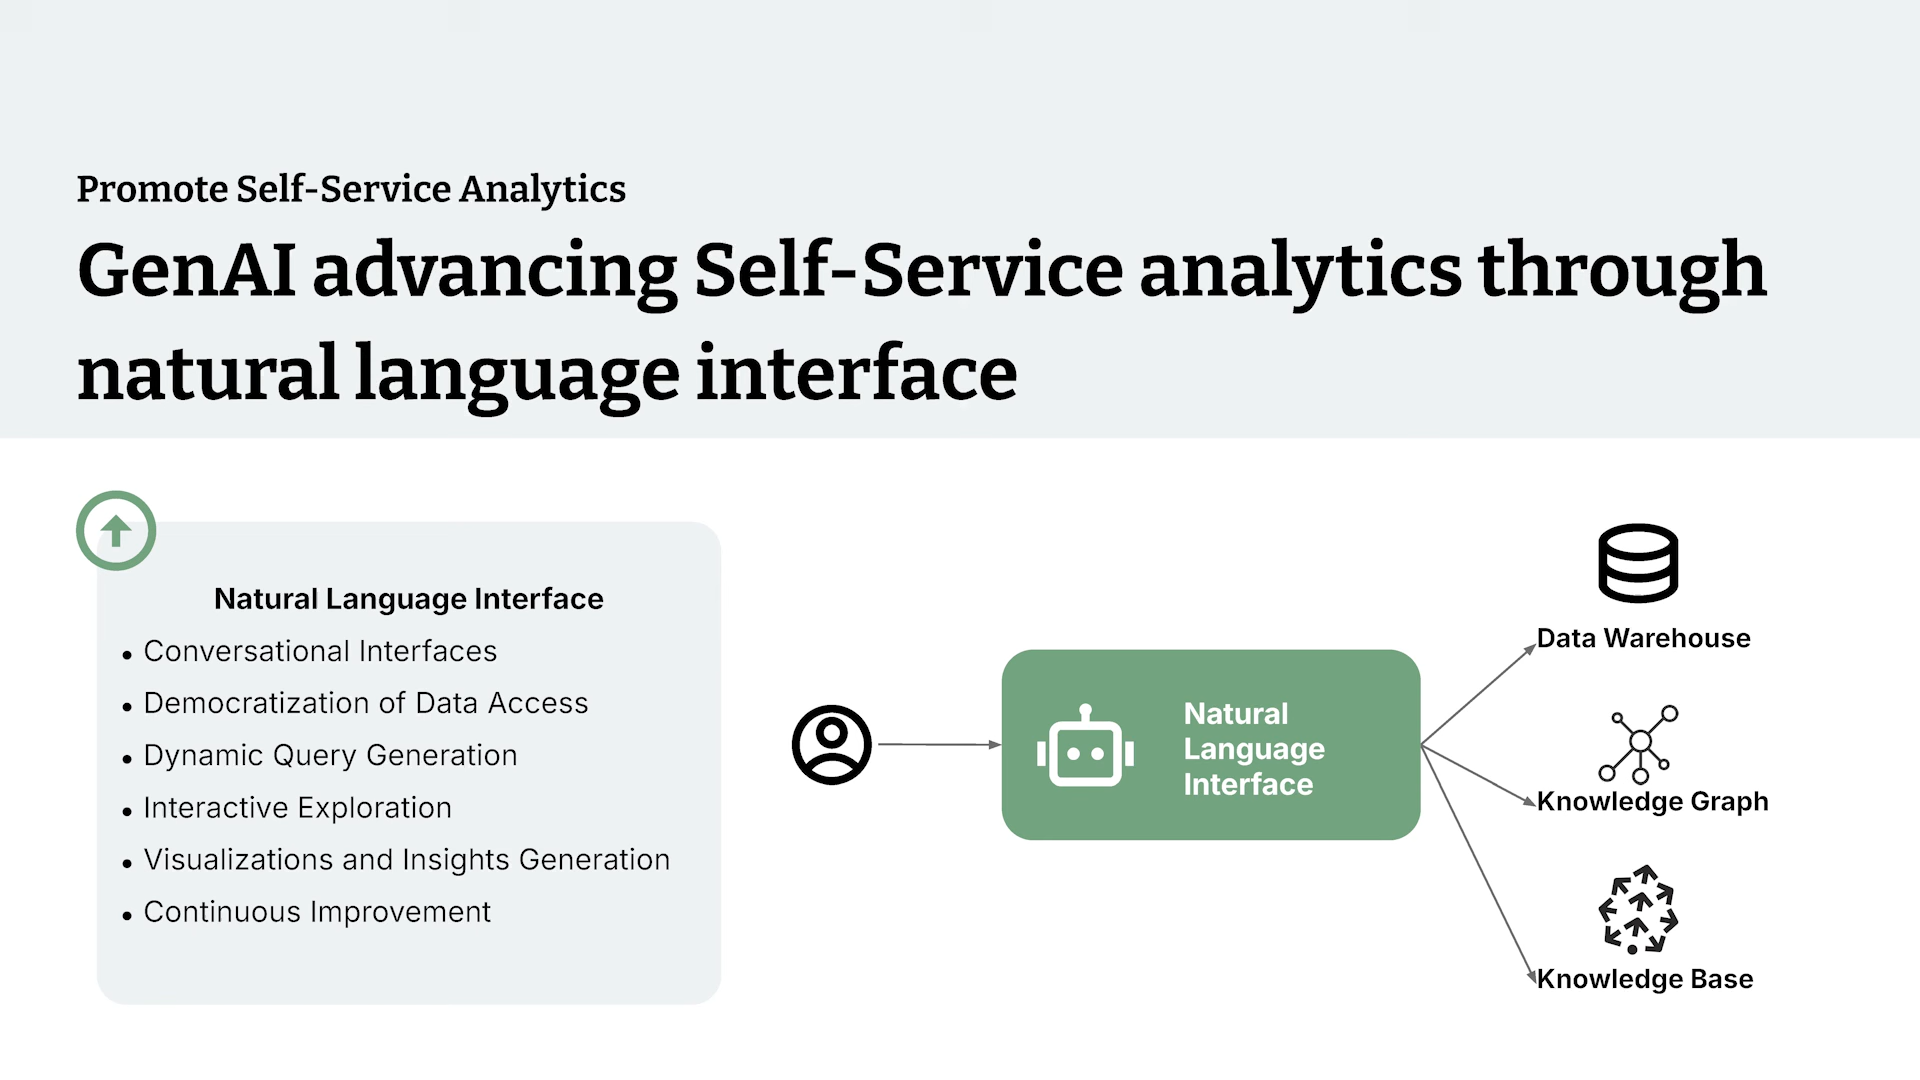 Promote Self-Service Analytics
GenAI advancing Self-Service analytics through
natural language interface
Natural Language Interface
• Conversational Interfaces
• Democratization of Data Access
• Dynamic Query Generation
• Interactive Exploration
• Visualizations and Insights Generation
• Continuous Improvement
Natural
Language
Interface
Data Warehouse
Knowledge Graph
Knowledge Base